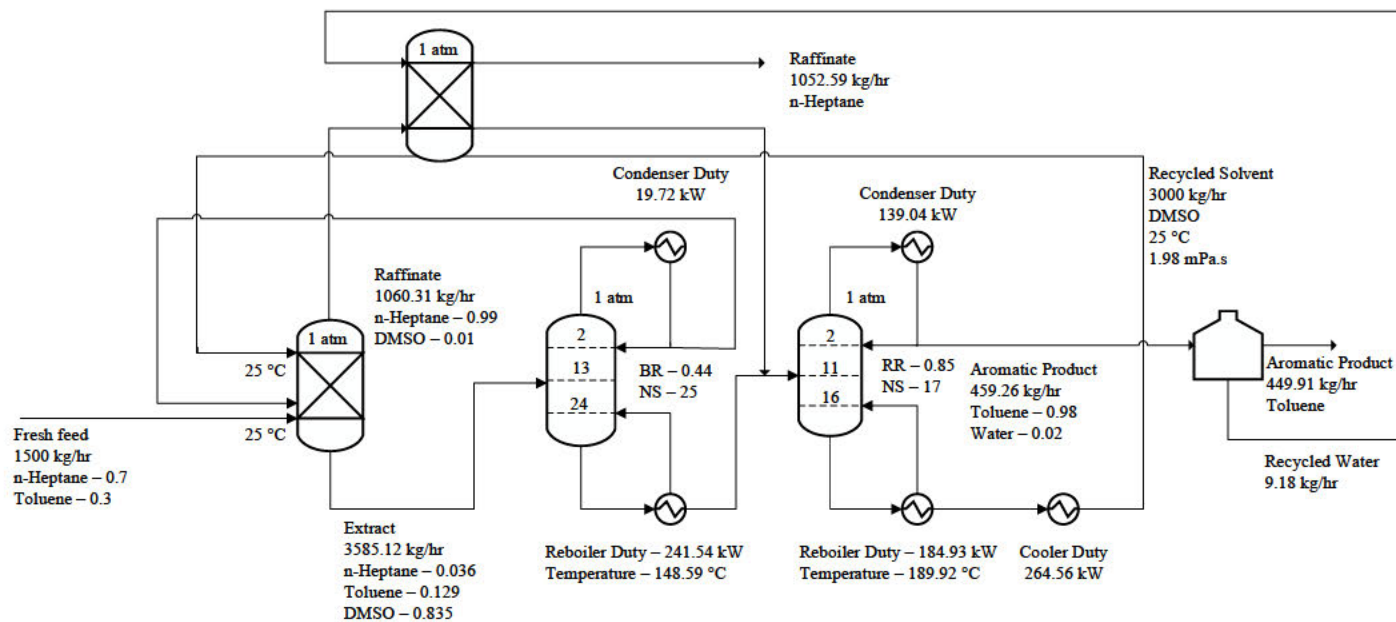 1 atm
Raffinate
1052.59 kg/hr
n-Heptane
Condenser Duty
19.72 kW
Condenser Duty
139.04 kW
Recycled Solvent
3000 kg/hr
DMSO
25 °C
1.98 mPa.s
Raffinate
1060.31 kg/hr
n-Heptane – 0.99
DMSO – 0.01
1 atm
25 °C
25 °C
Fresh feed
1500 kg/hr
n-Heptane – 0.7
Toluene – 0.3
1 atm
2
13
24
BR – 0.44
NS – 25
1 atm
2
11
16
RR – 0.85
NS – 17
Aromatic Product
459.26 kg/hr
Toluene – 0.98
Water – 0.02
Aromatic Product
449.91 kg/hr
Toluene
Recycled Water
9.18 kg/hr
Extract
3585.12 kg/hr
n-Heptane – 0.036
Toluene – 0.129
DMSO – 0.835
Reboiler Duty – 241.54 kW
Temperature – 148.59 °C
Reboiler Duty – 184.93 kW
Temperature – 189.92 °C
Cooler Duty
264.56 kW